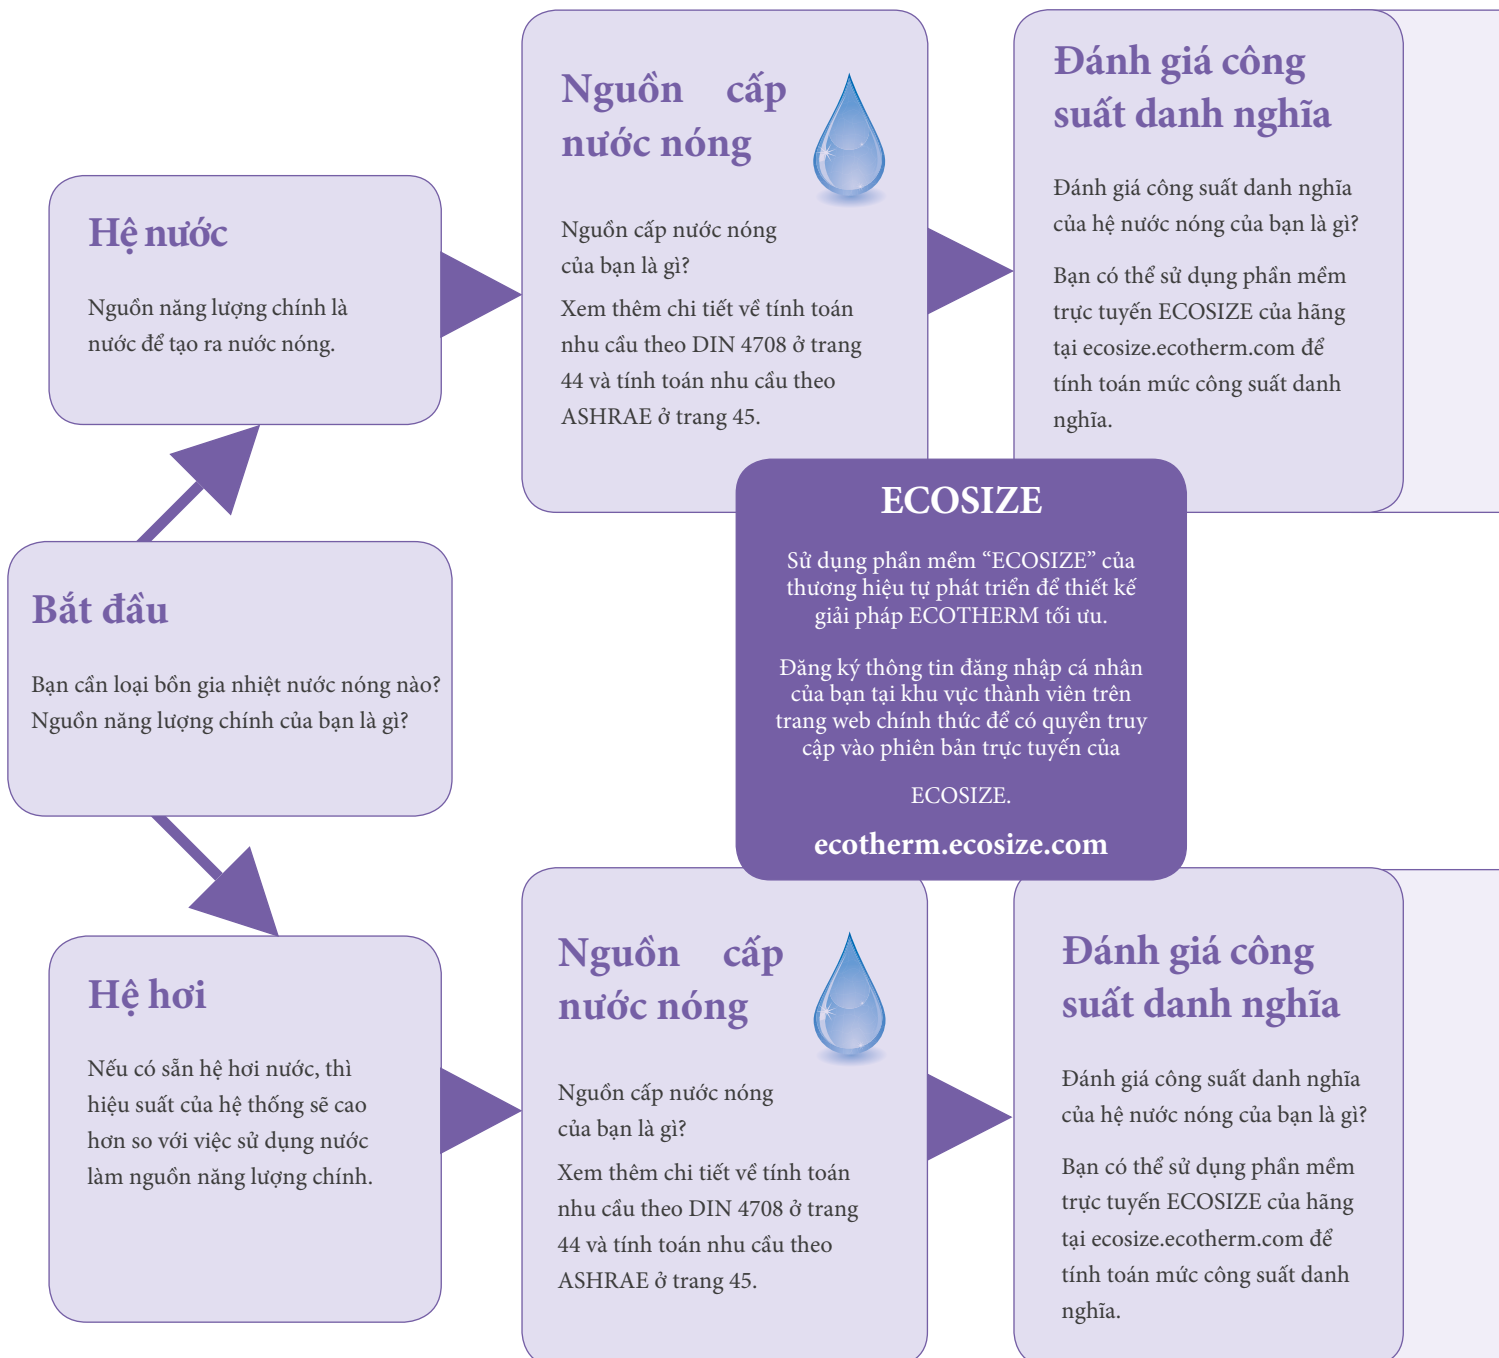 Bắt đầu
Bạn cần loại bồn gia nhiệt nước nóng nào?
Nguồn năng lượng chính của bạn là gì?
Hệ nước
Nguồn năng lượng chính là
nước để tạo ra nước nóng.
Nguồn cấp
nước nóng
Nguồn cấp nước nóng
của bạn là gì?
Xem thêm chi tiết về tính toán
nhu cầu theo DIN 4708 ở trang
44 và tính toán nhu cầu theo
ASHRAE ở trang 45.
Đánh giá công
suất danh nghĩa
Đánh giá công suất danh nghĩa
của hệ nước nóng của bạn là gì?
Bạn có thể sử dụng phần mềm
trực tuyến ECOSIZE của hãng
tại ecosize.ecotherm.com để
tính toán mức công suất danh
nghĩa.
ECOSIZE
Sử dụng phần mềm “ECOSIZE” của
thương hiệu tự phát triển để thiết kế
giải pháp ECOTHERM tối ưu.
Đăng ký thông tin đăng nhập cá nhân
của bạn tại khu vực thành viên trên
trang web chính thức để có quyền truy
cập vào phiên bản trực tuyến của
ECOSIZE.
ecotherm.ecosize.com
Hệ hơi
Nếu có sẵn hệ hơi nước, thì
hiệu suất của hệ thống sẽ cao
hơn so với việc sử dụng nước
làm nguồn năng lượng chính.
Nguồn cấp
nước nóng
Nguồn cấp nước nóng
của bạn là gì?
Xem thêm chi tiết về tính toán
nhu cầu theo DIN 4708 ở trang
44 và tính toán nhu cầu theo
ASHRAE ở trang 45.
Đánh giá công
suất danh nghĩa
Đánh giá công suất danh nghĩa
của hệ nước nóng của bạn là gì?
Bạn có thể sử dụng phần mềm
trực tuyến ECOSIZE của hãng
tại ecosize.ecotherm.com để
tính toán mức công suất danh
nghĩa.